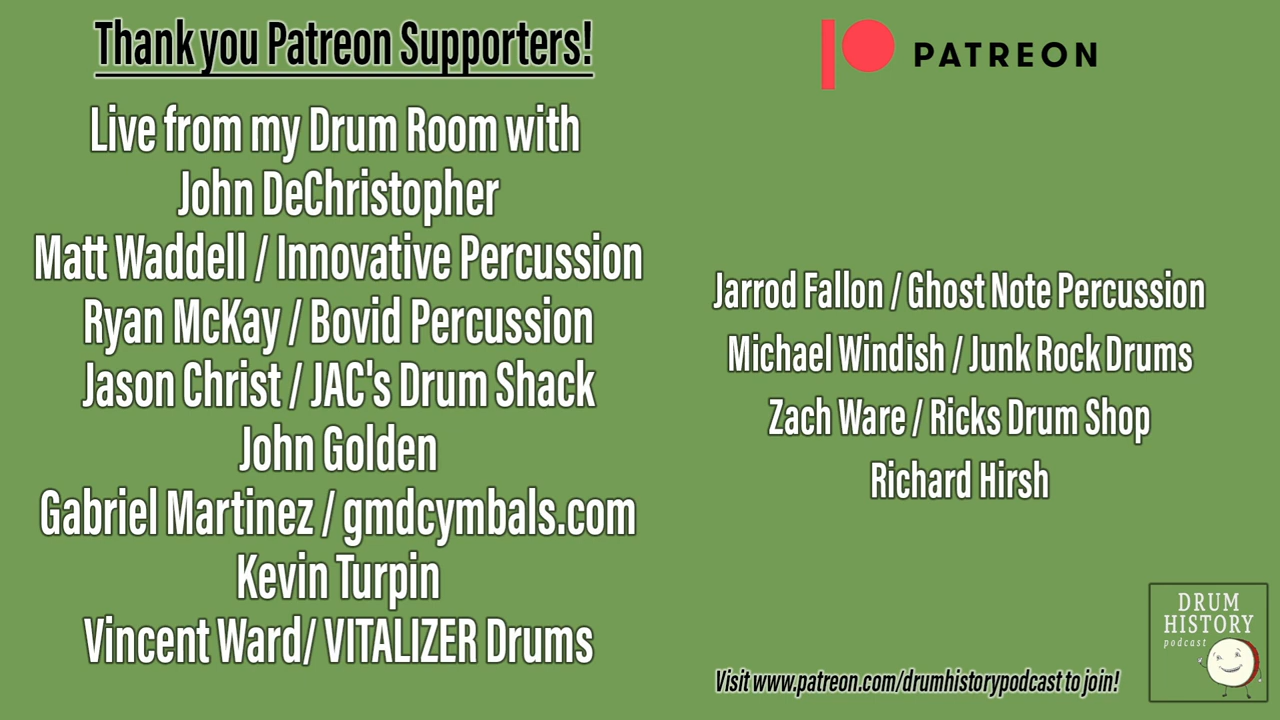 Thank you Patreon Supporters!
Live from my Drum Room with
John DeChristopher
Matt Waddell / Innovative Percussion
Ryan McKay / Bovid Percussion
Jason Christ / JAC's Drum Shack
John Golden
Gabriel Martinez / gmdcymbals.com
Kevin Turpin
Vincent Ward/ VITALIZER Drums
PATREON
Jarrod Fallon / Ghost Note Percussion
Michael Windish / Junk Rock Drums
Zach Ware / Ricks Drum Shop
Richard Hirsh
Visit www.patreon.com/drumhistorypodcast to join!
DRUM
HISTORY
podcast